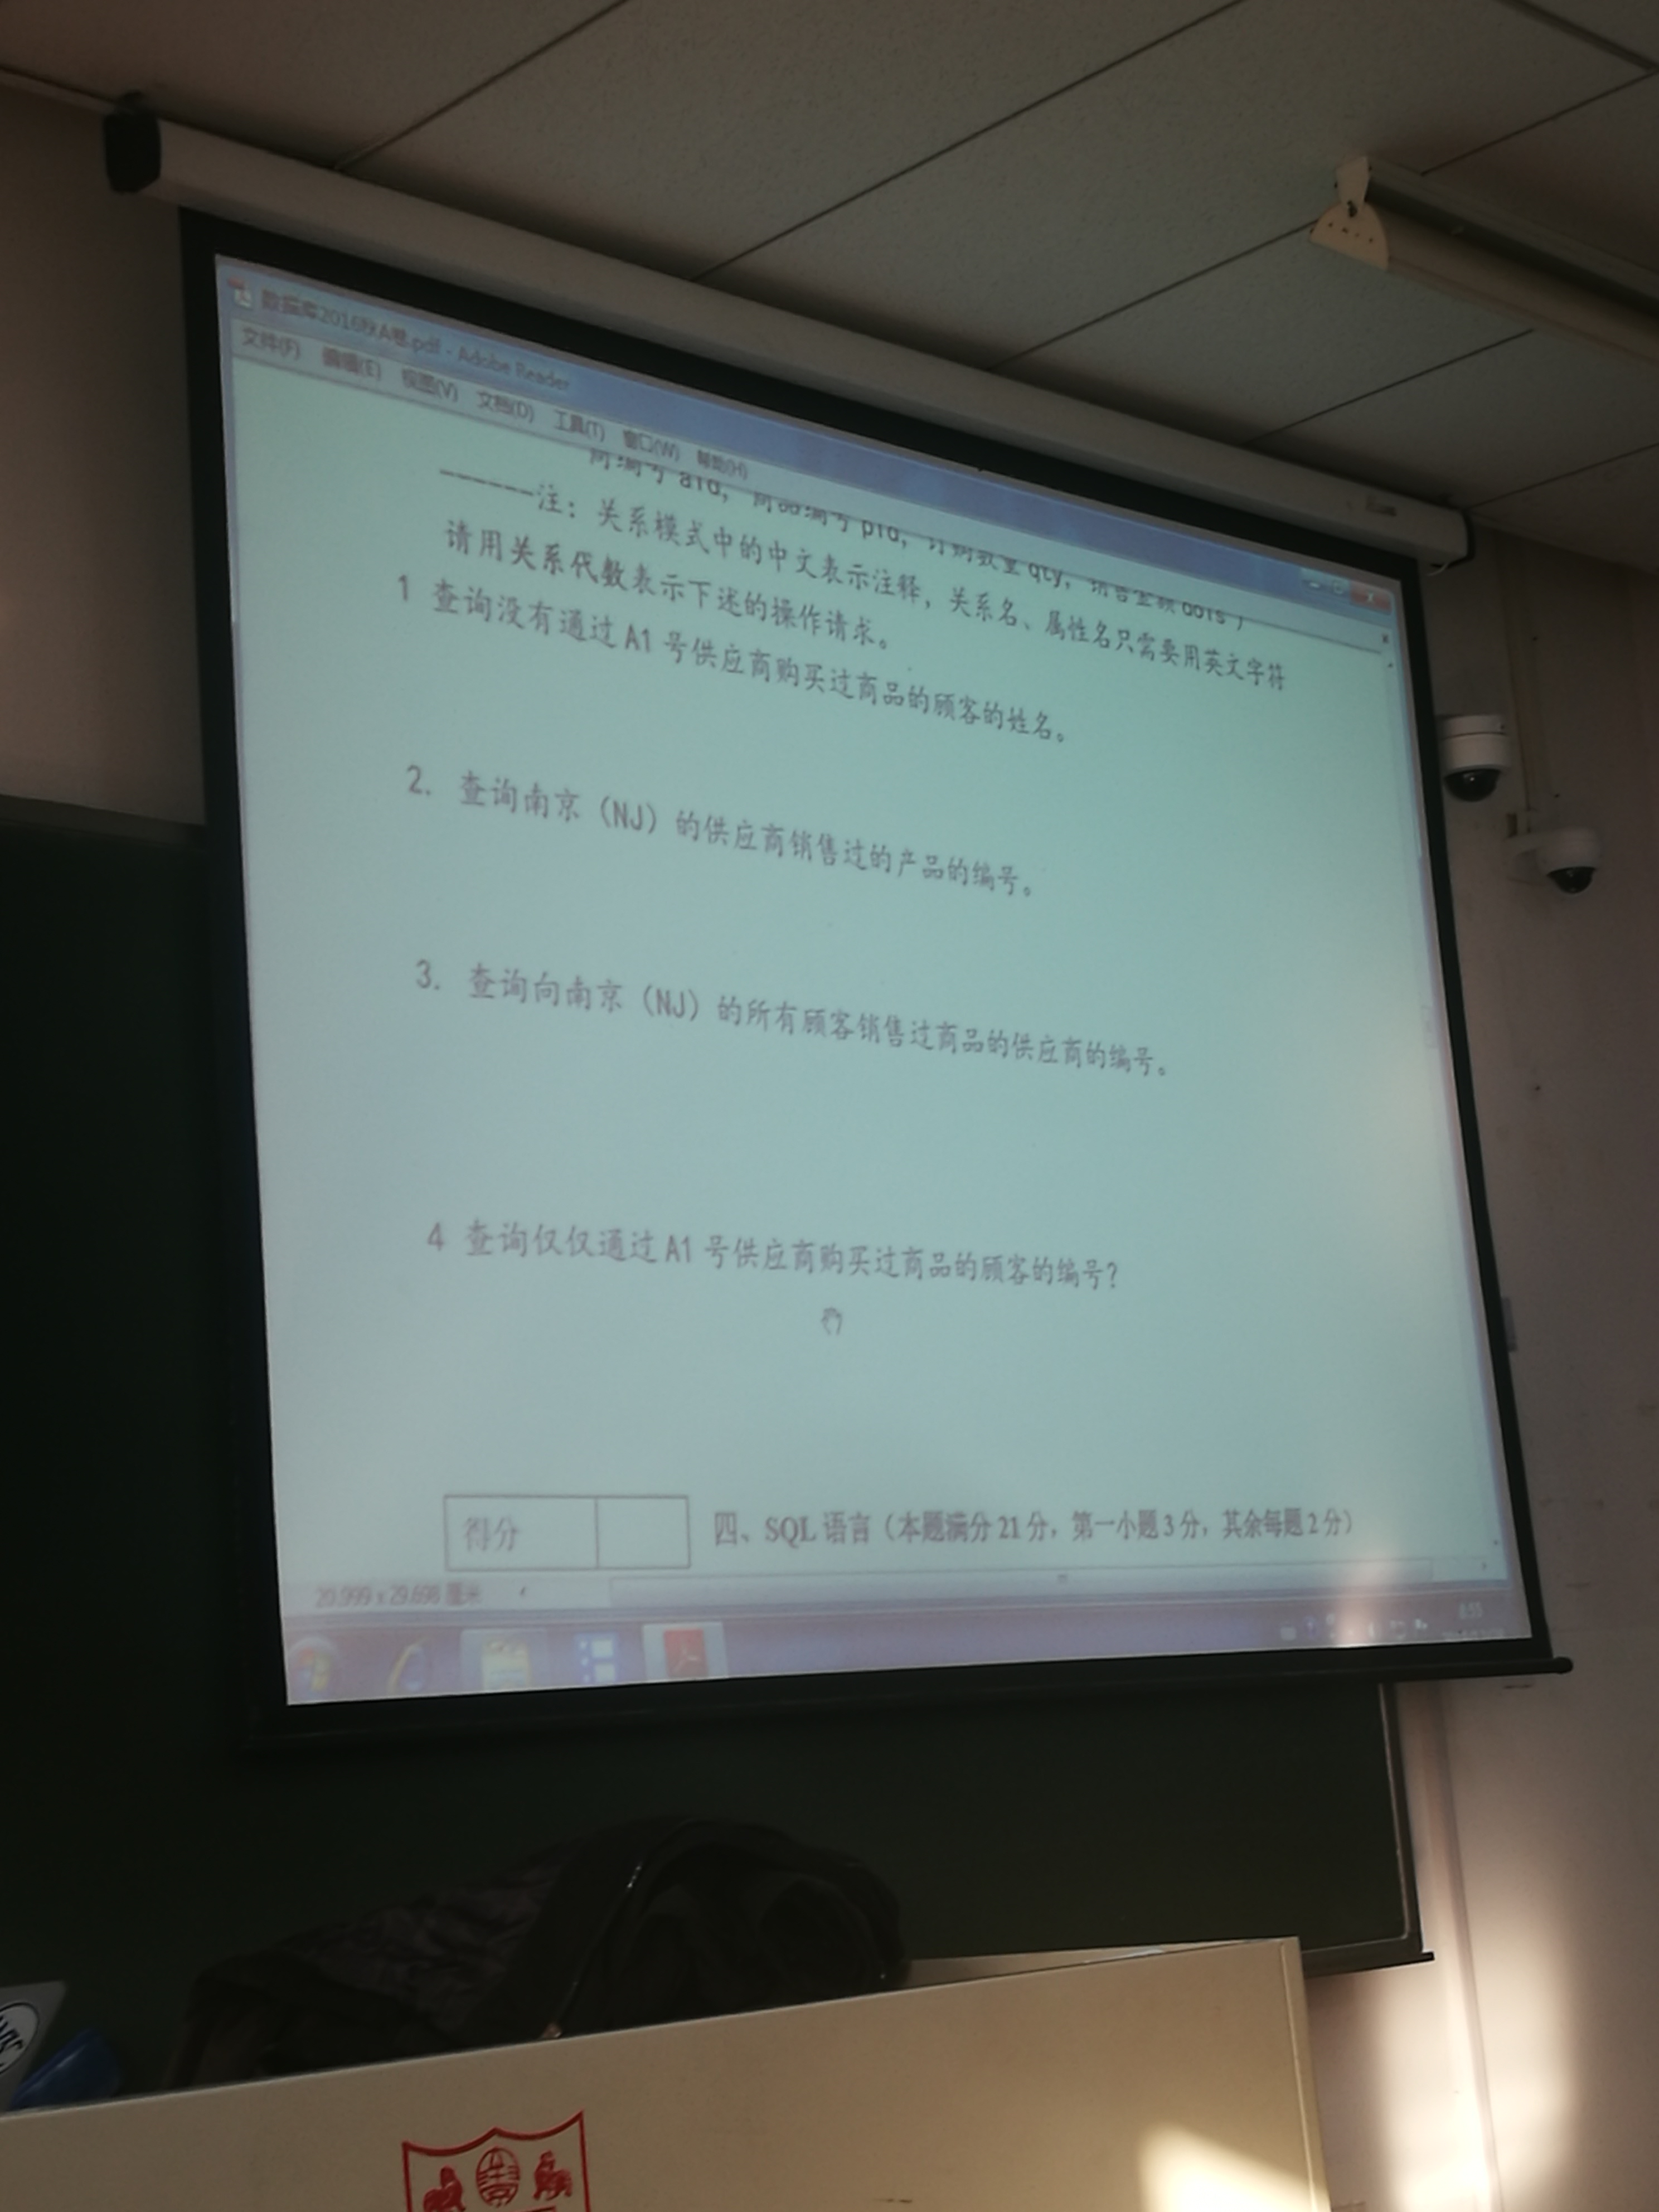 数据库2016秋A卷.pdf - Adobe Reader
文件(F) 编辑(E) 视图(V) 文档(D) 工具(T) 窗口(W) 帮助(H)
商编号 aid, 商品编号 pid, 订购数量 qty, 销售金额 dols )
------注：关系模式中的中文表示注释，关系名、属性名只需要用英文字符
请用关系代数表示下述的操作请求。
1 查询没有通过 A1 号供应商购买过商品的顾客的姓名。
2. 查询南京（NJ）的供应商销售过的产品的编号。
3. 查询向南京（NJ）的所有顾客销售过商品的供应商的编号。
4 查询仅仅通过 A1 号供应商购买过商品的顾客的编号？
得分
四、SQL 语言（本题满分 21 分，第一小题 3 分，其余每题 2 分）
20.999 x 29.698 厘米
8:55